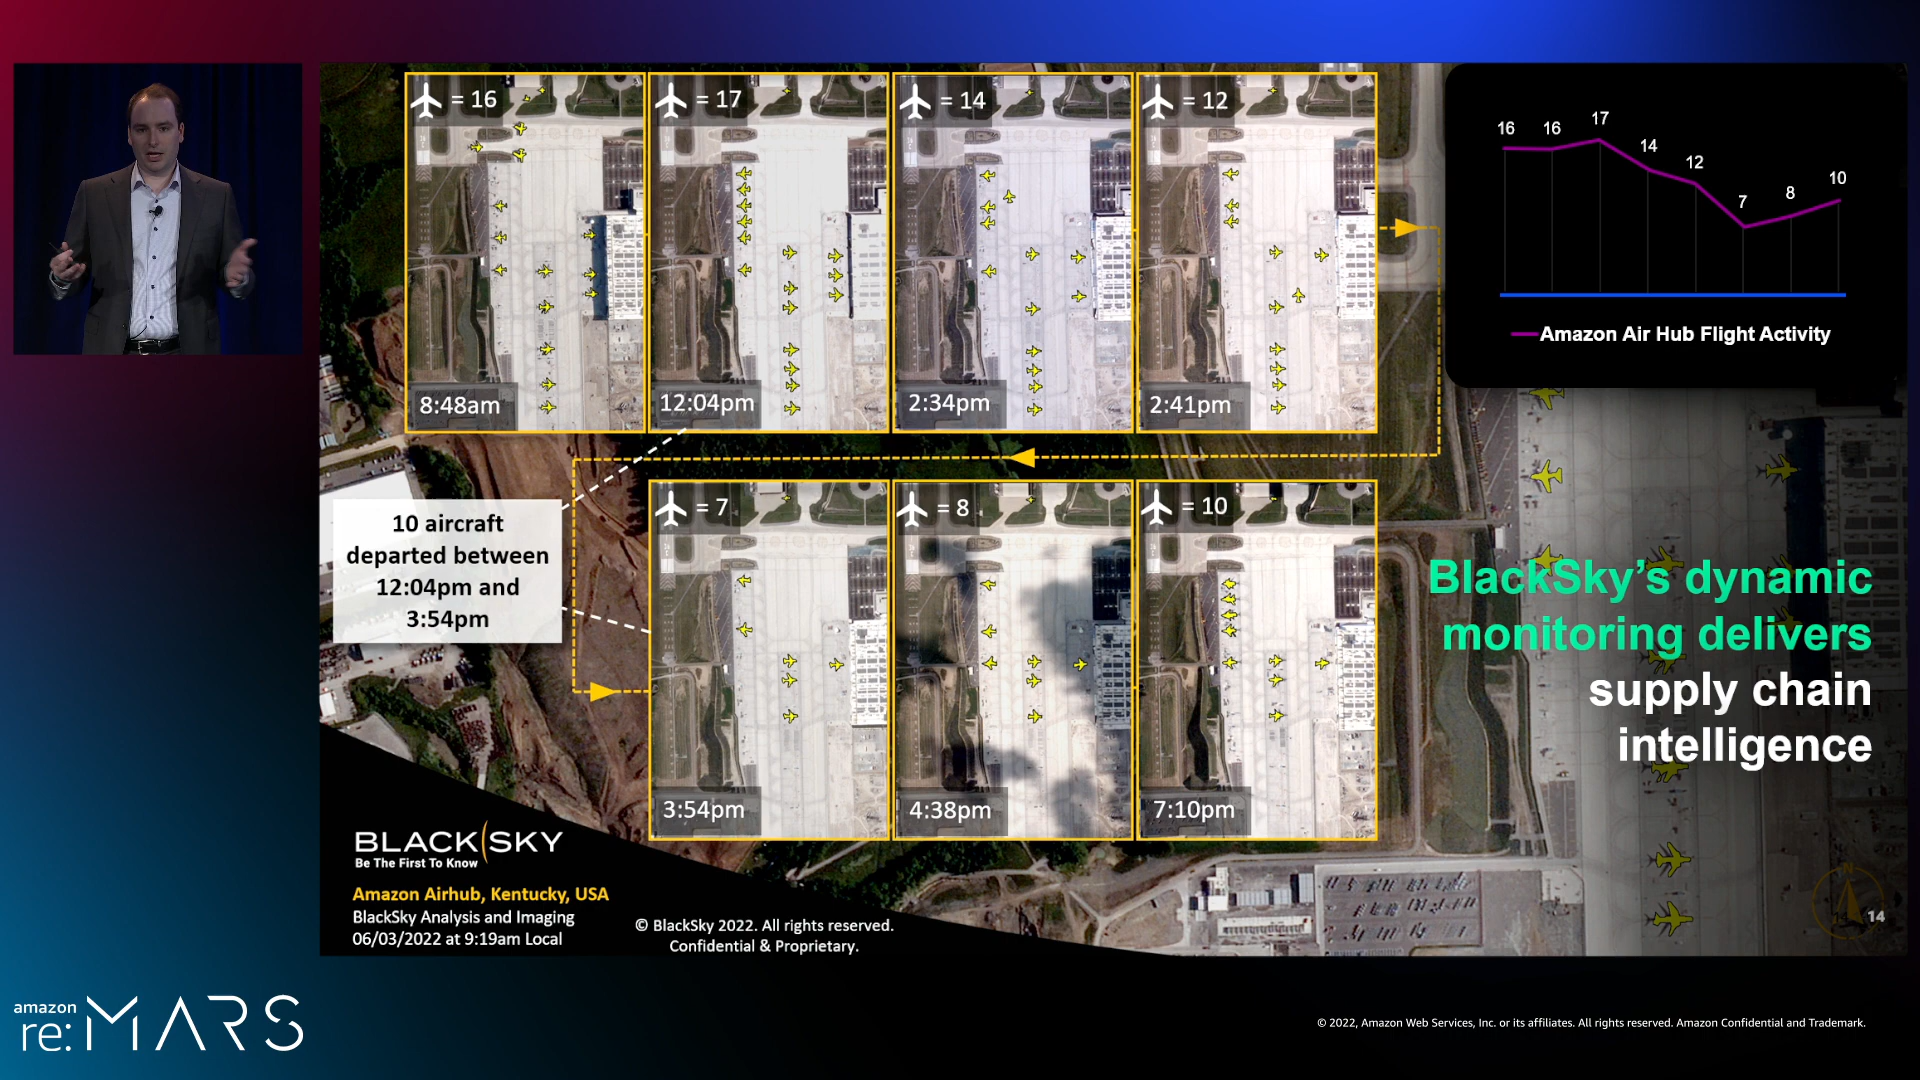 = 16
= 17
= 14
= 12
8:48am
12:04pm
2:34pm
2:41pm
16
16
17
14
12
7
8
10
Amazon Air Hub Flight Activity
10 aircraft
departed between
12:04pm and
3:54pm
= 7
= 8
= 10
3:54pm
4:38pm
7:10pm
BlackSky’s dynamic
monitoring delivers
supply chain
intelligence
BLACKSKY
Be The First To Know
Amazon Airhub, Kentucky, USA
BlackSky Analysis and Imaging
06/03/2022 at 9:19am Local
© BlackSky 2022. All rights reserved.
Confidential & Proprietary.
14
amazon
re:MARS
© 2022, Amazon Web Services, Inc. or its affiliates. All rights reserved. Amazon Confidential and Trademark.